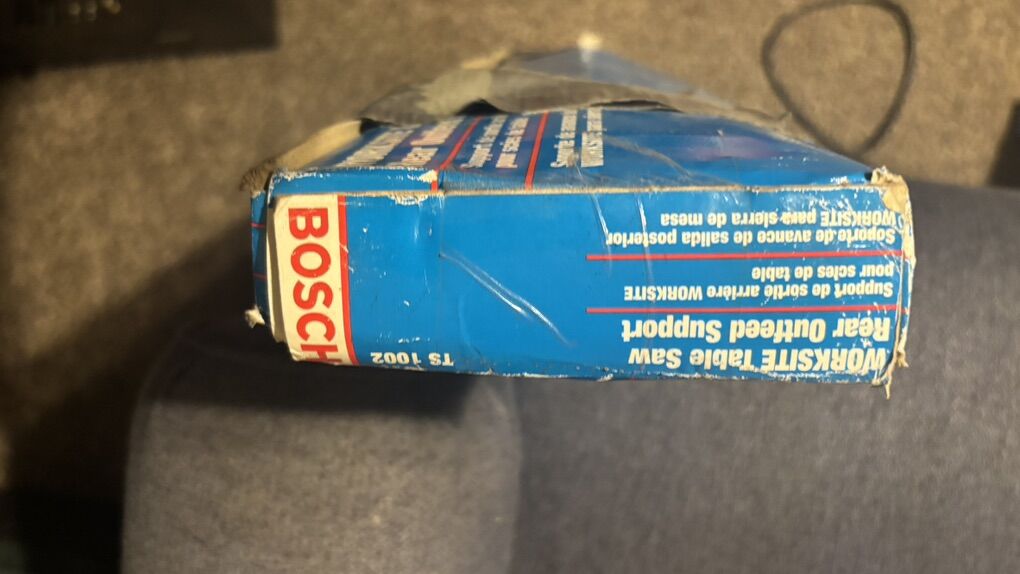 BOSCH
TS 1002
WORKSITE Table Saw
Rear Outfeed Support
Support de sortie arrière WORKSITE
pour scies de table
Soporte de avance de salida posterior
WORKSITE para sierra de mesa